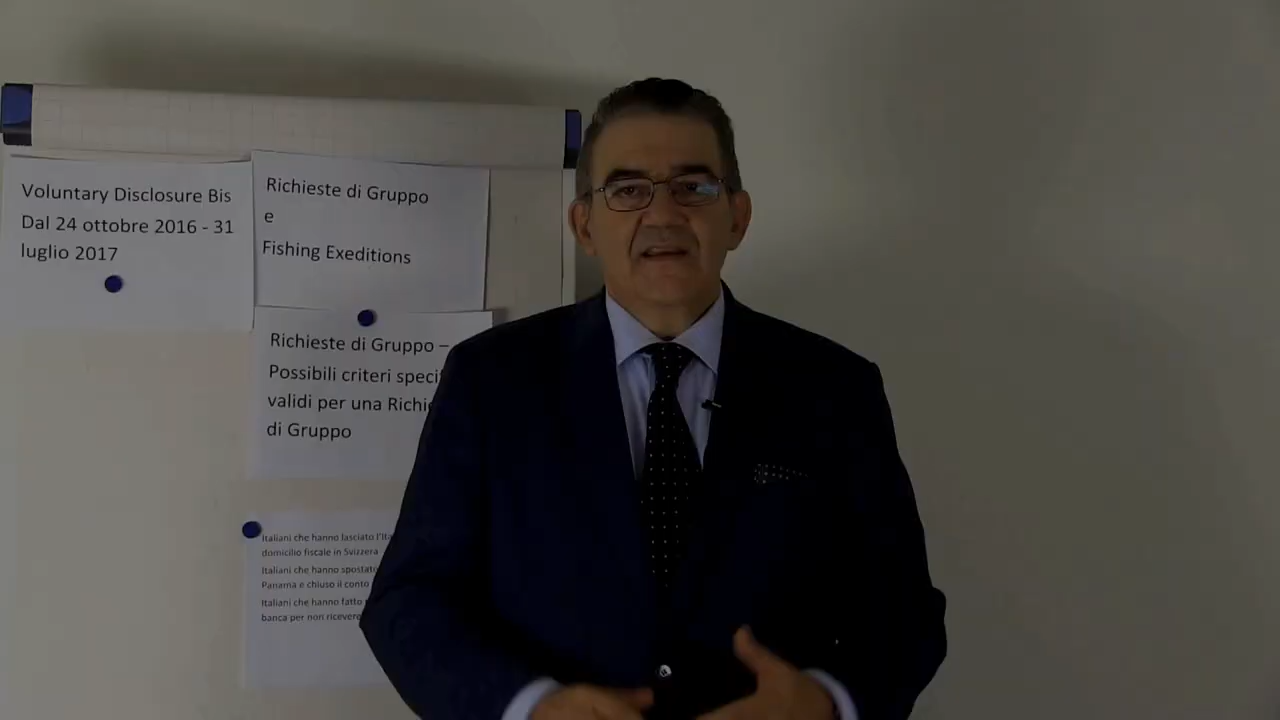 Voluntary Disclosure Bis
Dal 24 ottobre 2016 - 31
luglio 2017
Richieste di Gruppo
e
Fishing Exeditions
Richieste di Gruppo –
Possibili criteri
validi per una
di Gruppo
Italiani che hanno lasciato
domicilio fiscale in Svizzera
Italiani che hanno spostato
Panama e chiuso il conto
Italiani che hanno fatto
banca per non